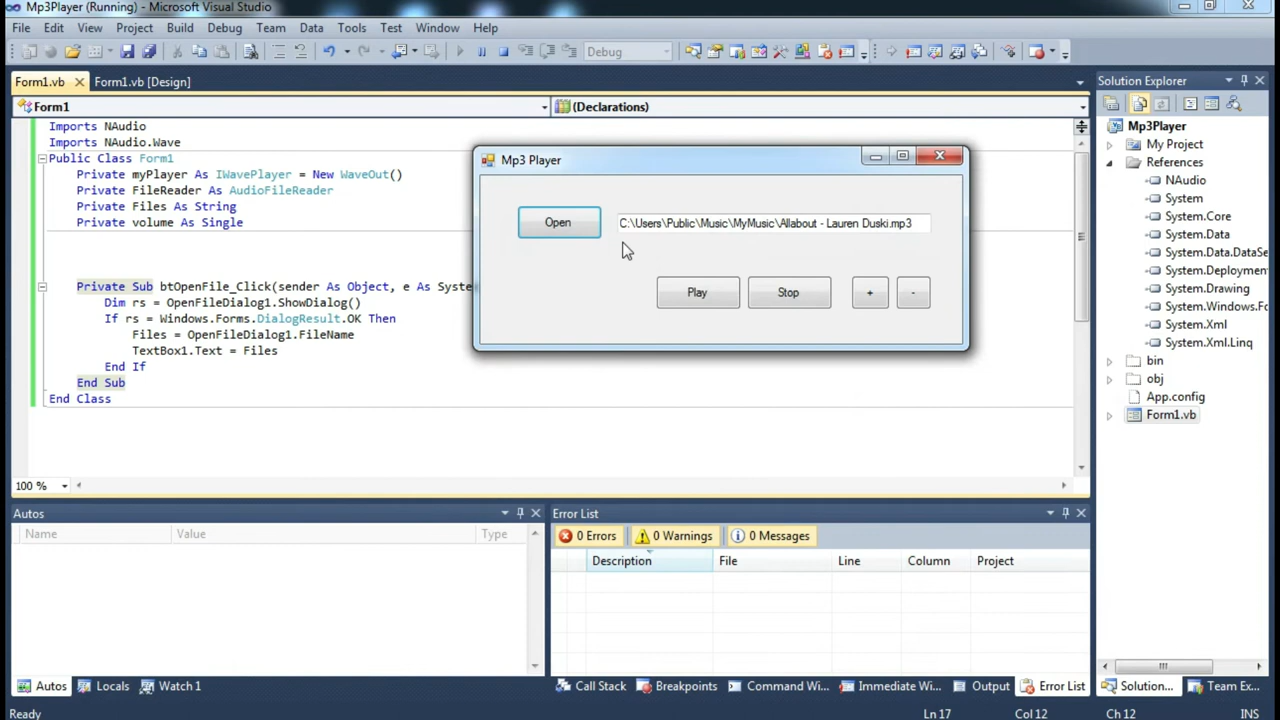 Mp3Player (Running) - Microsoft Visual Studio
File Edit View Project Build Debug Team Data Tools Test Window Help
Debug
Form1.vb Form1.vb [Design]
Form1 (Declarations)
Imports NAudio
Imports NAudio.Wave
Public Class Form1
Private myPlayer As IWavePlayer = New WaveOut()
Private FileReader As AudioFileReader
Private Files As String
Private volume As Single
Private Sub btOpenFile_Click(sender As Object, e As Syste
Dim rs = OpenFileDialog1.ShowDialog()
If rs = Windows.Forms.DialogResult.OK Then
Files = OpenFileDialog1.FileName
TextBox1.Text = Files
End If
End Sub
End Class
100 %
Mp3 Player
Open C:\Users\Public\Music\MyMusic\Allabout - Lauren Duski.mp3
Play Stop + -
Solution Explorer
Mp3Player
My Project
References
NAudio
System
System.Core
System.Data
System.Data.DataSe
System.Deploymen
System.Drawing
System.Windows.Fo
System.Xml
System.Xml.Linq
bin
obj
App.config
Form1.vb
Autos
Name Value Type
Error List
0 Errors 0 Warnings 0 Messages
Description File Line Column Project
Autos Locals Watch 1
Call Stack Breakpoints Command Wi... Immediate Wi... Output Error List
Solution... Team Ex...
Ready Ln 17 Col 12 Ch 12 INS